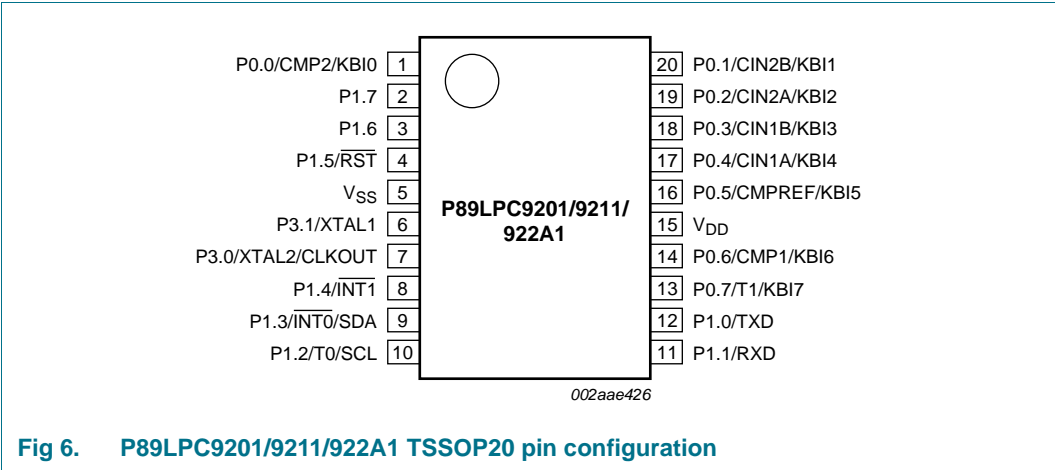 P0.0/CMP2/KBI0 1 20 P0.1/CIN2B/KBI1
P1.7 2 19 P0.2/CIN2A/KBI2
P1.6 3 18 P0.3/CIN1B/KBI3
P1.5/R̅S̅T̅ 4 17 P0.4/CIN1A/KBI4
VSS 5 16 P0.5/CMPREF/KBI5
P89LPC9201/9211/
922A1
P3.1/XTAL1 6 15 VDD
P3.0/XTAL2/CLKOUT 7 14 P0.6/CMP1/KBI6
P1.4/I̅N̅T̅1̅ 8 13 P0.7/T1/KBI7
P1.3/I̅N̅T̅0̅/SDA 9 12 P1.0/TXD
P1.2/T0/SCL 10 11 P1.1/RXD
002aae426
Fig 6. P89LPC9201/9211/922A1 TSSOP20 pin configuration